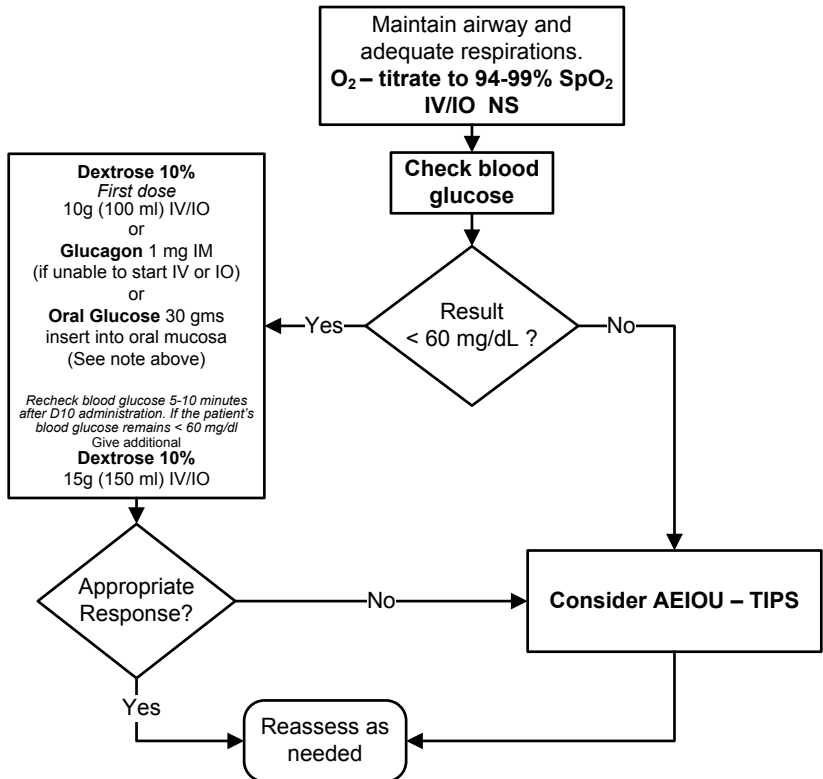 Maintain airway and
adequate respirations.
O₂ – titrate to 94-99% SpO₂
IV/IO  NS
Check blood
glucose
Result
< 60 mg/dL ?
Yes
No
Dextrose 10%
First dose
10g (100 ml) IV/IO
or
Glucagon 1 mg IM
(if unable to start IV or IO)
or
Oral Glucose 30 gms
insert into oral mucosa
(See note above)
Recheck blood glucose 5-10 minutes
after D10 administration. If the patient's
blood glucose remains < 60 mg/dl
Give additional
Dextrose 10%
15g (150 ml) IV/IO
Appropriate
Response?
No
Consider AEIOU – TIPS
Yes
Reassess as
needed